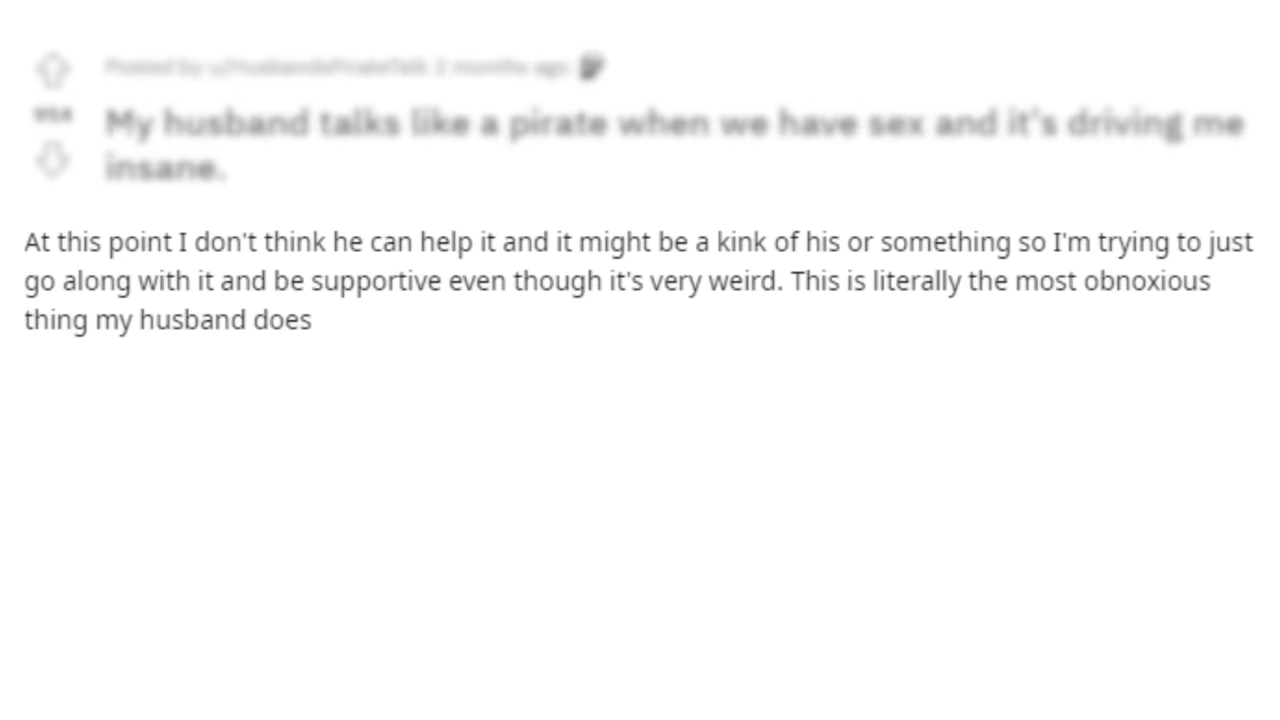 My husband talks like a pirate when we have sex and it's driving me
insane.
At this point I don't think he can help it and it might be a kink of his or something so I'm trying to just
go along with it and be supportive even though it's very weird. This is literally the most obnoxious
thing my husband does